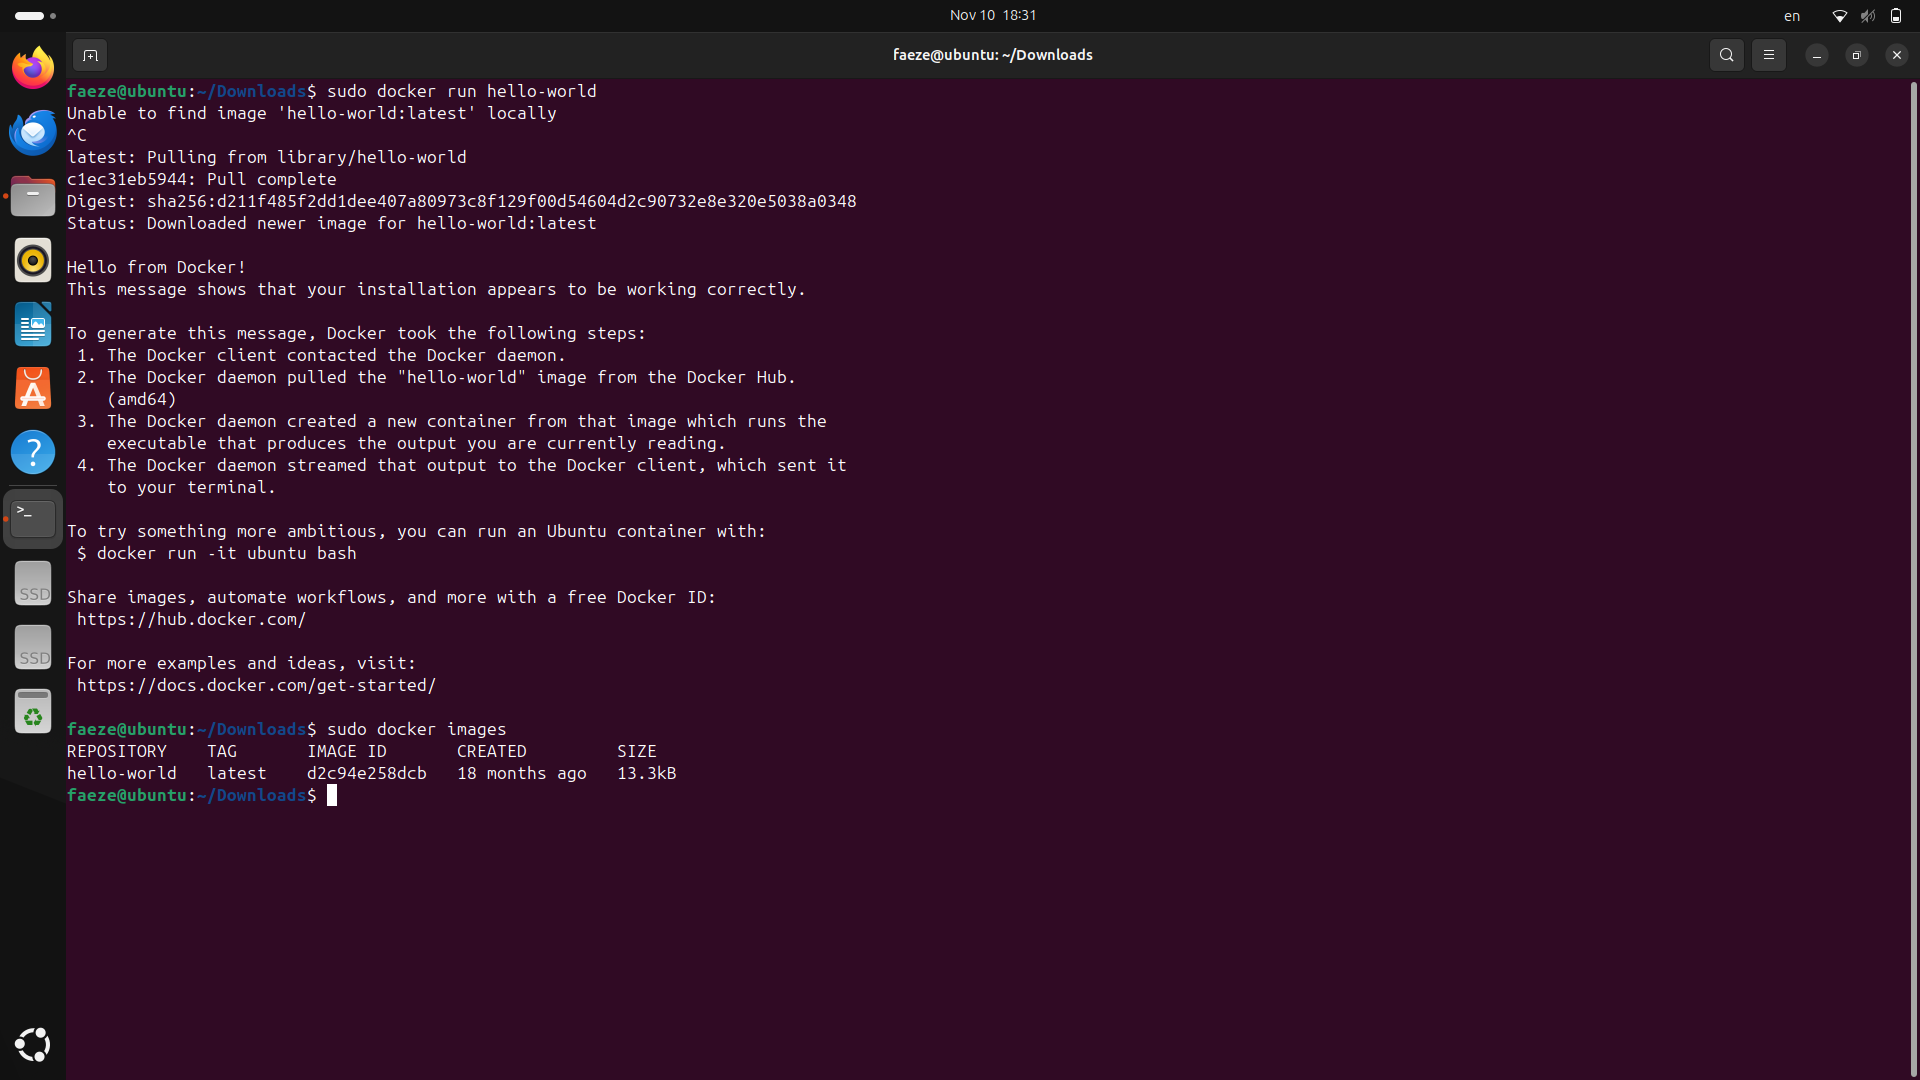 Nov 10 18:31
en
faeze@ubuntu: ~/Downloads
faeze@ubuntu:~/Downloads$ sudo docker run hello-world
Unable to find image 'hello-world:latest' locally
^C
latest: Pulling from library/hello-world
c1ec31eb5944: Pull complete
Digest: sha256:d211f485f2dd1dee407a80973c8f129f00d54604d2c90732e8e320e5038a0348
Status: Downloaded newer image for hello-world:latest

Hello from Docker!
This message shows that your installation appears to be working correctly.

To generate this message, Docker took the following steps:
 1. The Docker client contacted the Docker daemon.
 2. The Docker daemon pulled the "hello-world" image from the Docker Hub.
    (amd64)
 3. The Docker daemon created a new container from that image which runs the
    executable that produces the output you are currently reading.
 4. The Docker daemon streamed that output to the Docker client, which sent it
    to your terminal.

To try something more ambitious, you can run an Ubuntu container with:
 $ docker run -it ubuntu bash

Share images, automate workflows, and more with a free Docker ID:
 https://hub.docker.com/

For more examples and ideas, visit:
 https://docs.docker.com/get-started/

faeze@ubuntu:~/Downloads$ sudo docker images
REPOSITORY    TAG       IMAGE ID       CREATED         SIZE
hello-world   latest    d2c94e258dcb   18 months ago   13.3kB
faeze@ubuntu:~/Downloads$
?
>_
SSD
SSD